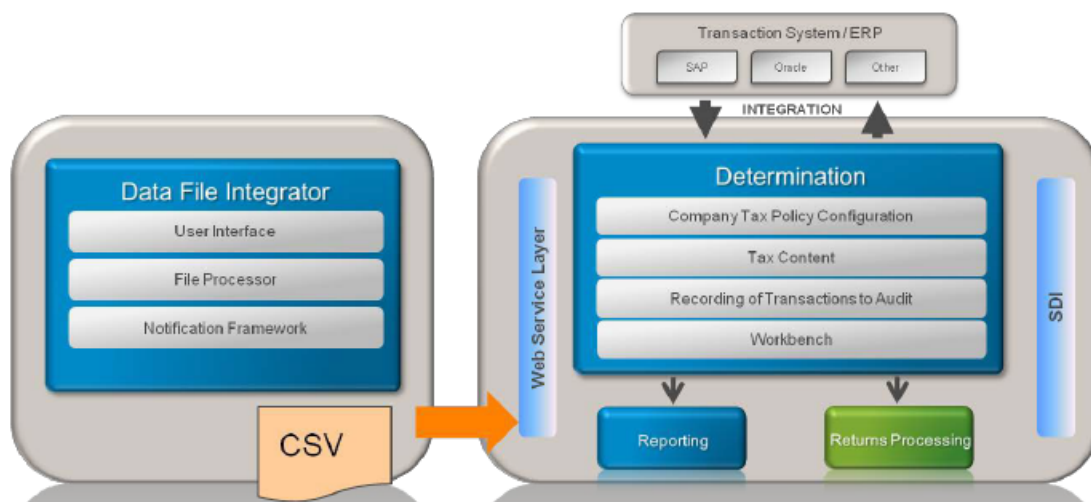 Transaction System / ERP
SAP
Oracle
Other
INTEGRATION
Data File Integrator
User Interface
File Processor
Notification Framework
CSV
Web Service Layer
Determination
Company Tax Policy Configuration
Tax Content
Recording of Transactions to Audit
Workbench
SDI
Reporting
Returns Processing